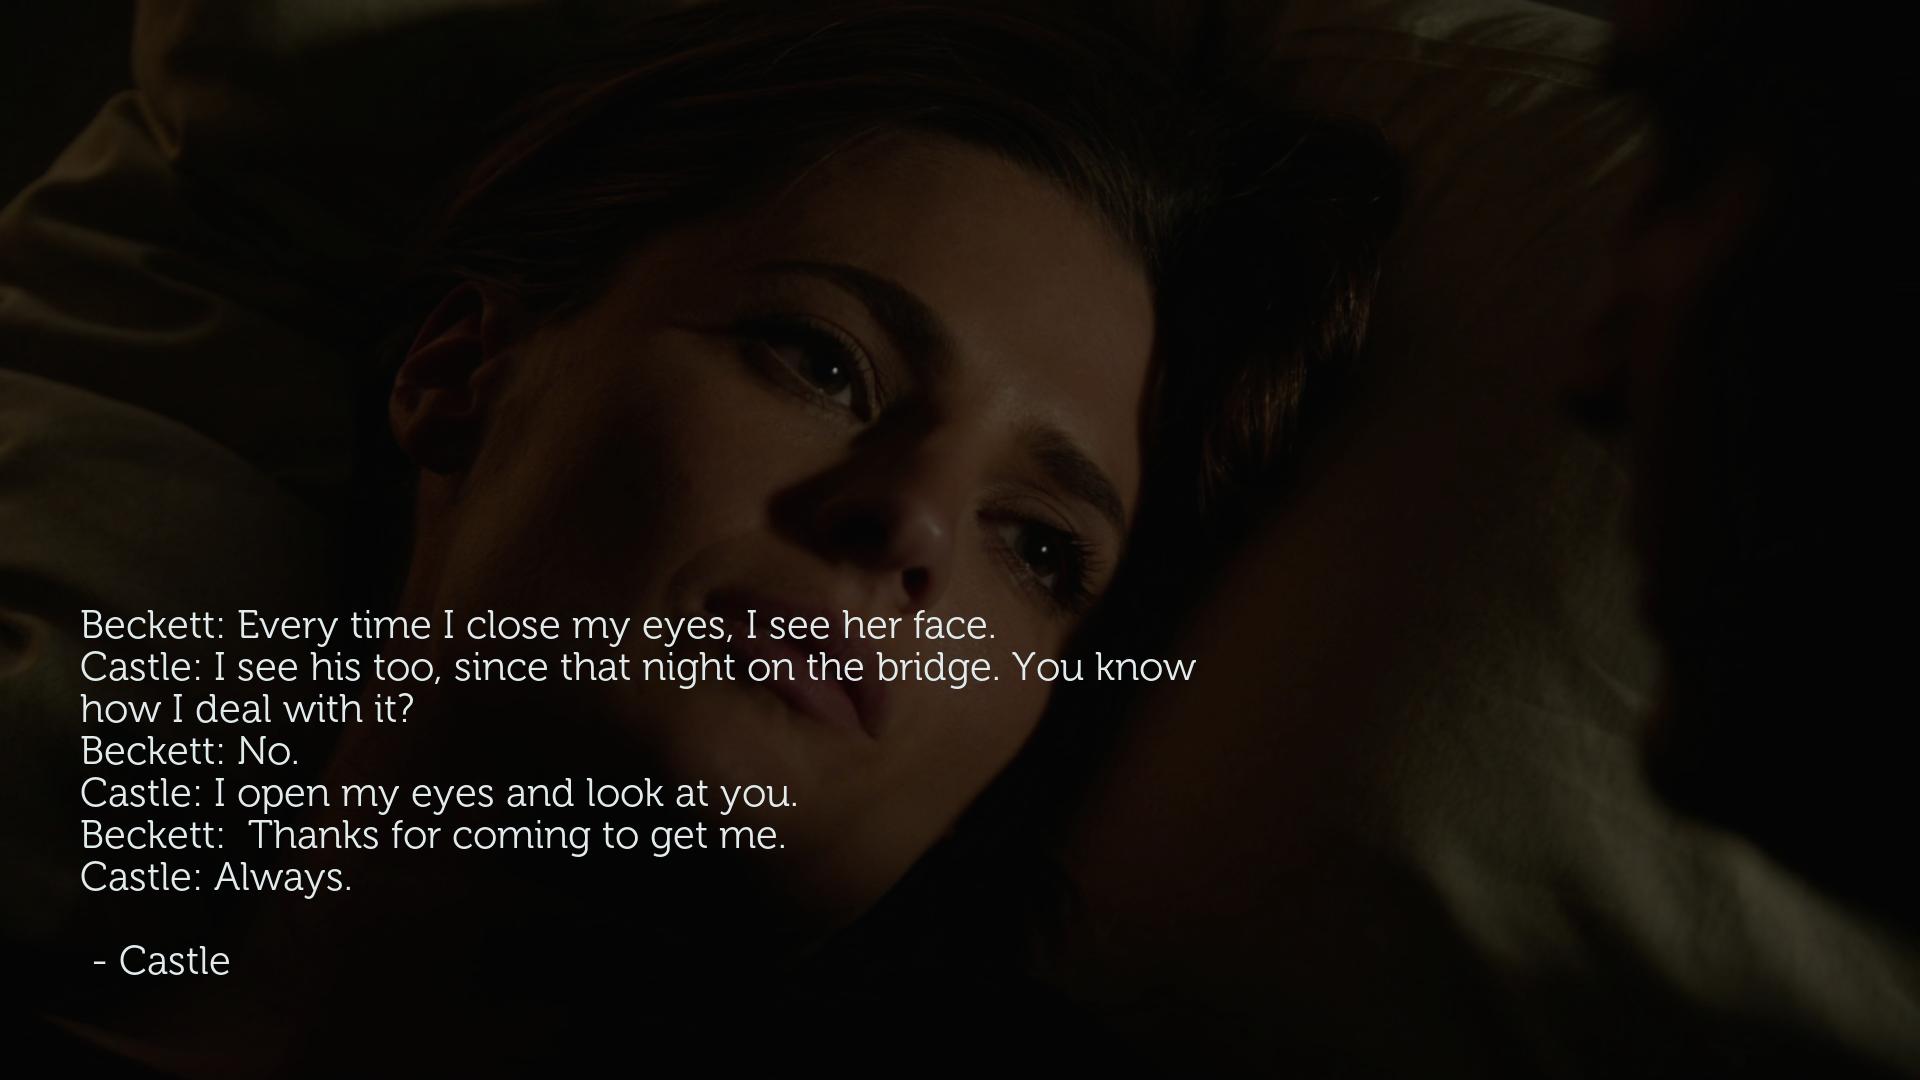 Beckett: Every time I close my eyes, I see her face.
Castle: I see his too, since that night on the bridge. You know
how I deal with it?
Beckett: No.
Castle: I open my eyes and look at you.
Beckett:  Thanks for coming to get me.
Castle: Always.
- Castle